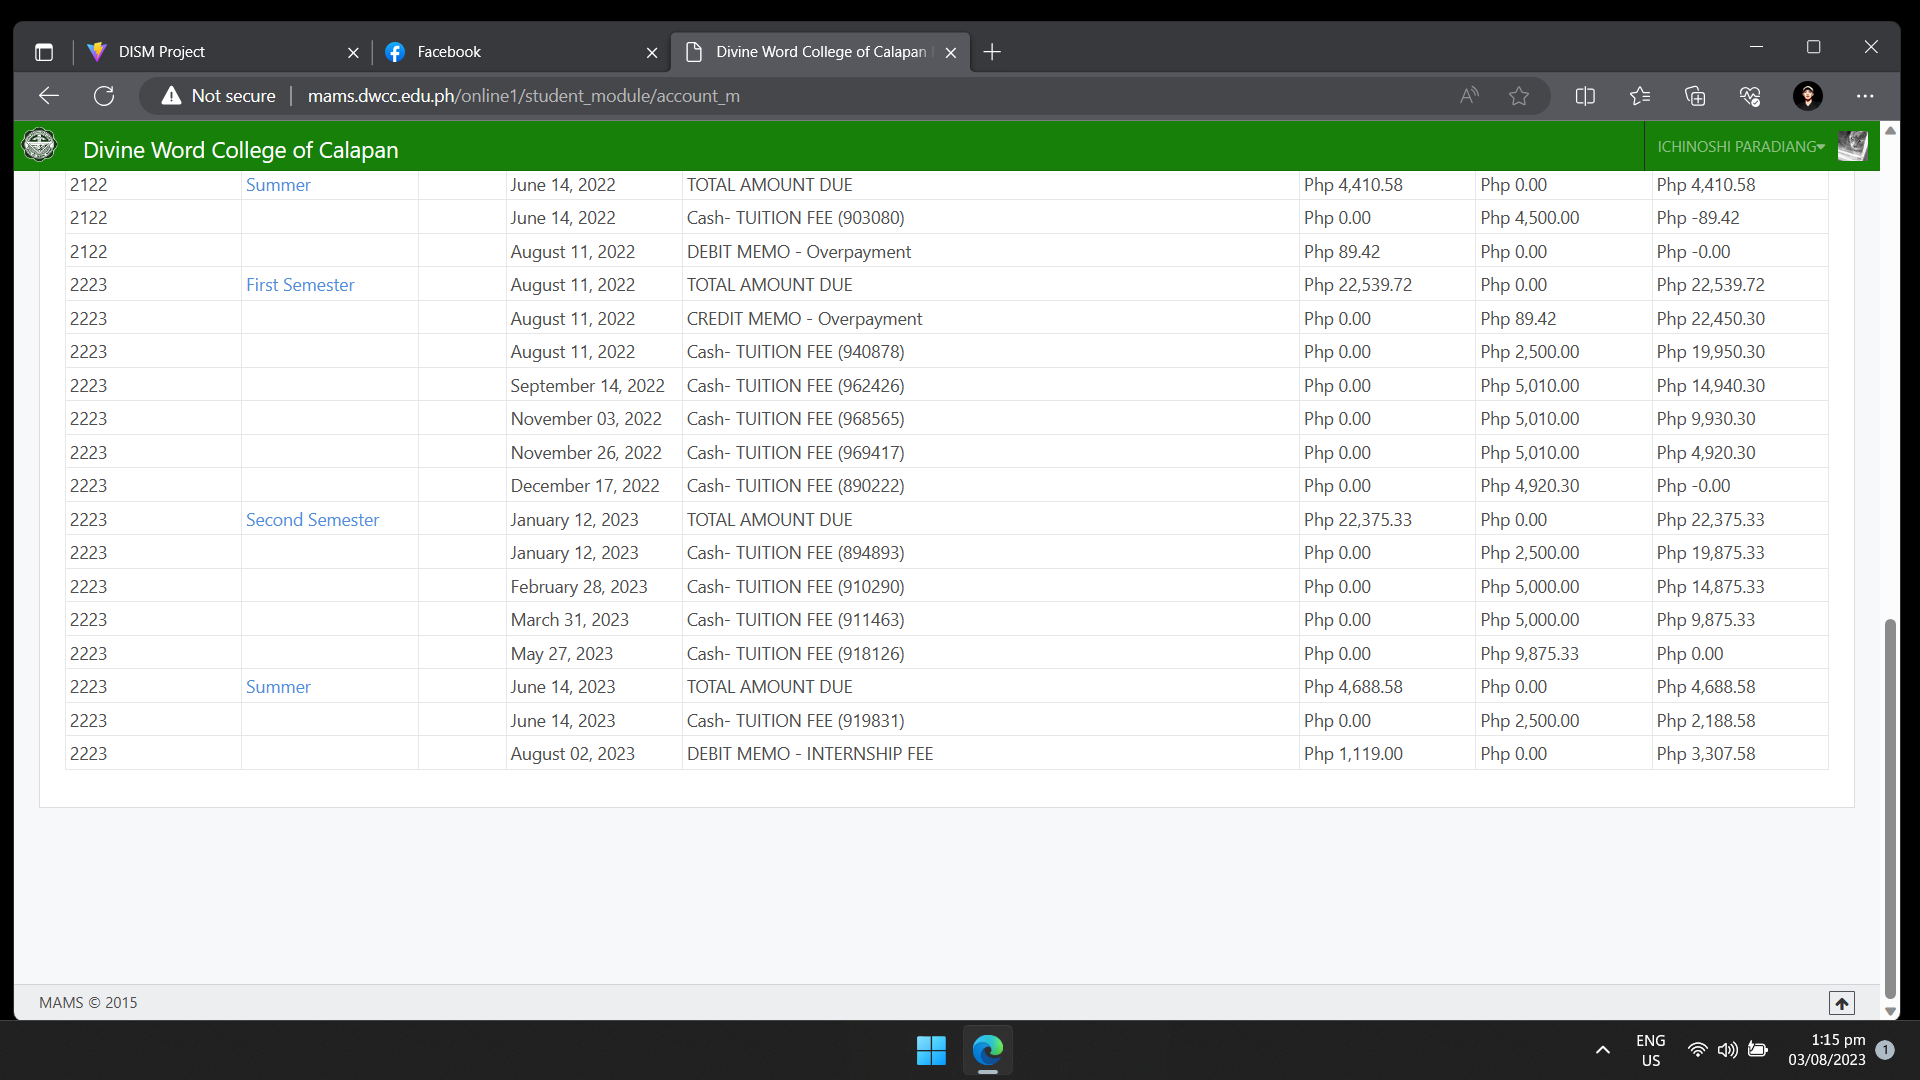 DISM Project
Facebook
Divine Word College of Calapan
Not secure
mams.dwcc.edu.ph/online1/student_module/account_m
Divine Word College of Calapan
ICHINOSHI PARADIANG
2122 Summer June 14, 2022 TOTAL AMOUNT DUE Php 4,410.58 Php 0.00 Php 4,410.58
2122 June 14, 2022 Cash- TUITION FEE (903080) Php 0.00 Php 4,500.00 Php -89.42
2122 August 11, 2022 DEBIT MEMO - Overpayment Php 89.42 Php 0.00 Php -0.00
2223 First Semester August 11, 2022 TOTAL AMOUNT DUE Php 22,539.72 Php 0.00 Php 22,539.72
2223 August 11, 2022 CREDIT MEMO - Overpayment Php 0.00 Php 89.42 Php 22,450.30
2223 August 11, 2022 Cash- TUITION FEE (940878) Php 0.00 Php 2,500.00 Php 19,950.30
2223 September 14, 2022 Cash- TUITION FEE (962426) Php 0.00 Php 5,010.00 Php 14,940.30
2223 November 03, 2022 Cash- TUITION FEE (968565) Php 0.00 Php 5,010.00 Php 9,930.30
2223 November 26, 2022 Cash- TUITION FEE (969417) Php 0.00 Php 5,010.00 Php 4,920.30
2223 December 17, 2022 Cash- TUITION FEE (890222) Php 0.00 Php 4,920.30 Php -0.00
2223 Second Semester January 12, 2023 TOTAL AMOUNT DUE Php 22,375.33 Php 0.00 Php 22,375.33
2223 January 12, 2023 Cash- TUITION FEE (894893) Php 0.00 Php 2,500.00 Php 19,875.33
2223 February 28, 2023 Cash- TUITION FEE (910290) Php 0.00 Php 5,000.00 Php 14,875.33
2223 March 31, 2023 Cash- TUITION FEE (911463) Php 0.00 Php 5,000.00 Php 9,875.33
2223 May 27, 2023 Cash- TUITION FEE (918126) Php 0.00 Php 9,875.33 Php 0.00
2223 Summer June 14, 2023 TOTAL AMOUNT DUE Php 4,688.58 Php 0.00 Php 4,688.58
2223 June 14, 2023 Cash- TUITION FEE (919831) Php 0.00 Php 2,500.00 Php 2,188.58
2223 August 02, 2023 DEBIT MEMO - INTERNSHIP FEE Php 1,119.00 Php 0.00 Php 3,307.58
MAMS © 2015
ENG
US
1:15 pm
03/08/2023
1